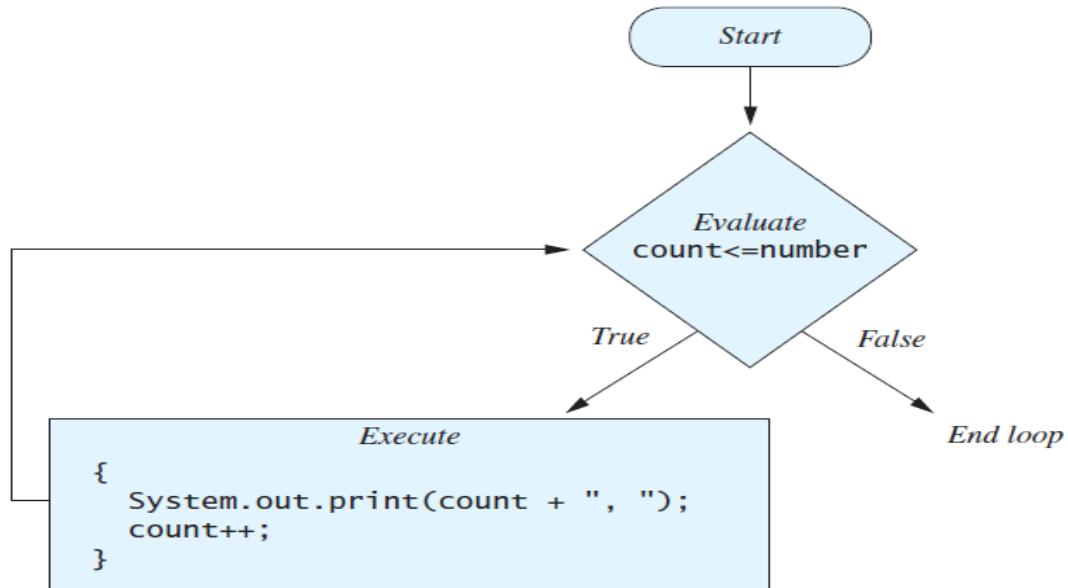 Start
Evaluate
count<=number
True
False
End loop
Execute
{
System.out.print(count + ", ");
count++;
}